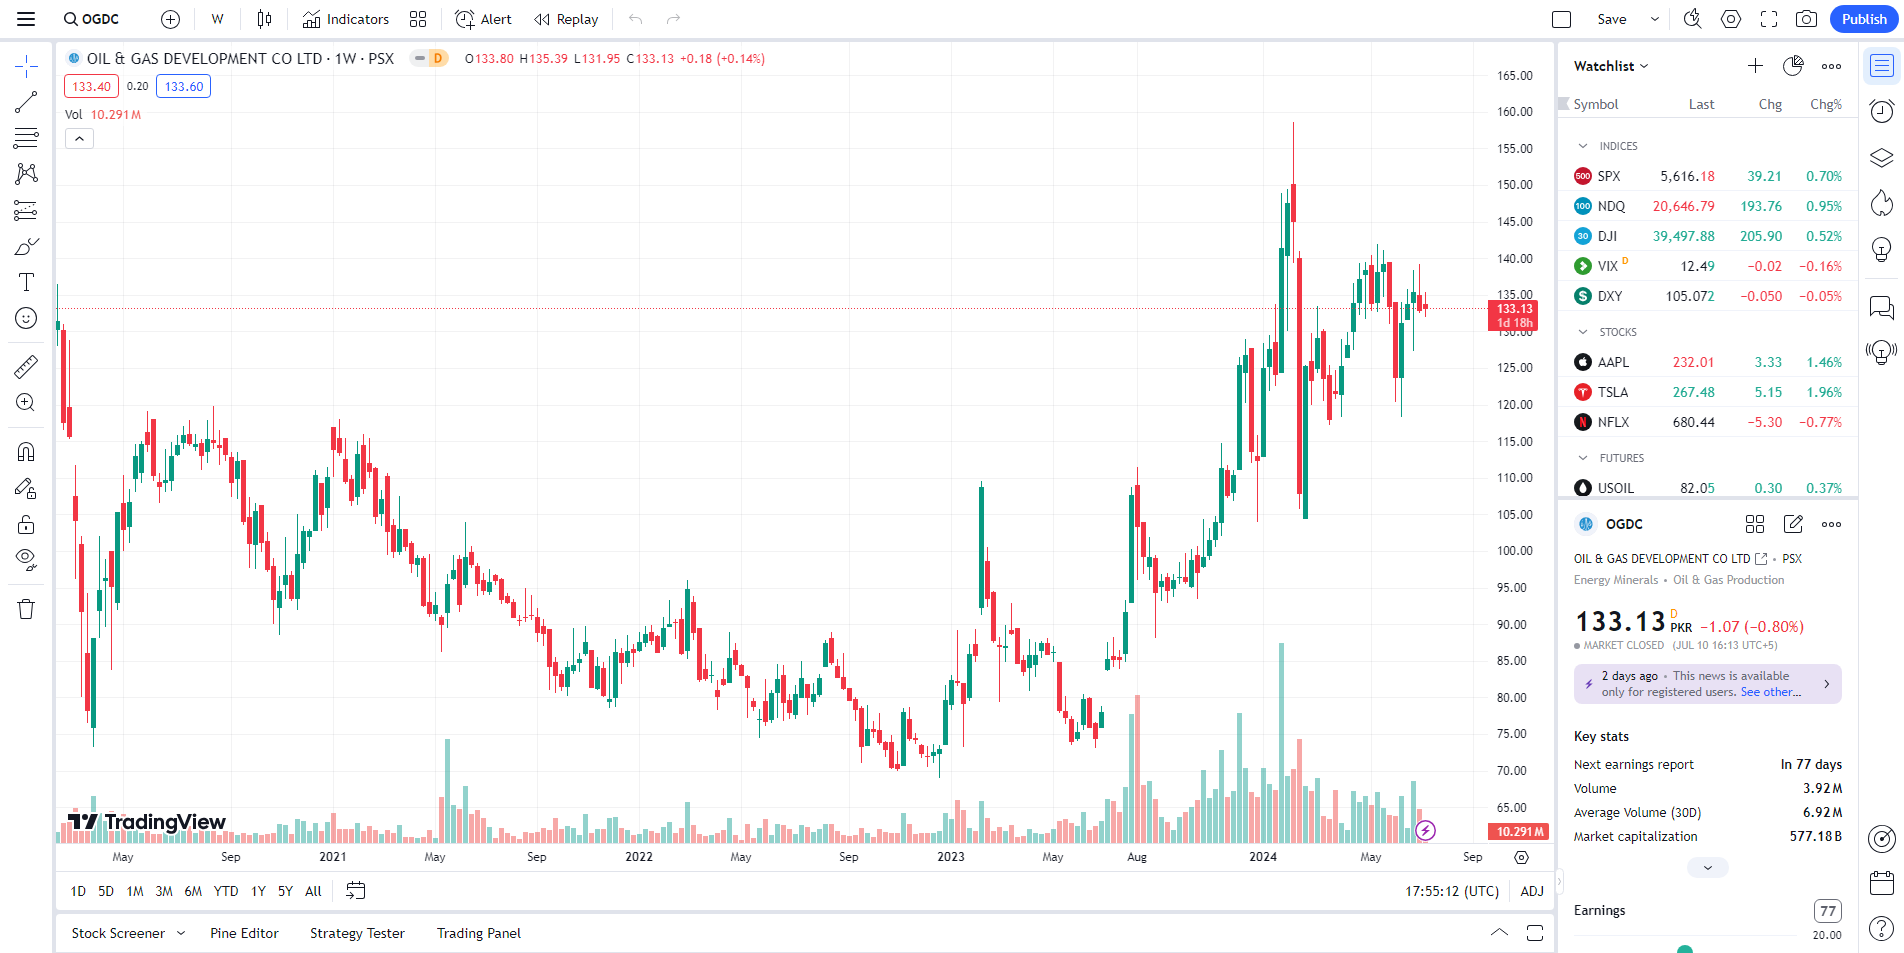 OGDC
W
Indicators
Alert
Replay
Save
Publish
OIL & GAS DEVELOPMENT CO LTD · 1W · PSX
D
O133.80 H135.39 L131.95 C133.13 +0.18 (+0.14%)
133.40
0.20
133.60
Vol 10.291M
165.00
160.00
155.00
150.00
145.00
140.00
135.00
133.13
1d 18h
130.00
125.00
120.00
115.00
110.00
105.00
100.00
95.00
90.00
85.00
80.00
75.00
70.00
65.00
10.291M
TradingView
May
Sep
2021
May
Sep
2022
May
Sep
2023
May
Aug
2024
May
Sep
1D 5D 1M 3M 6M YTD 1Y 5Y All
17:55:12 (UTC)
ADJ
Stock Screener
Pine Editor
Strategy Tester
Trading Panel
Watchlist
Symbol Last Chg Chg%
INDICES
500 SPX 5,616.18 39.21 0.70%
100 NDQ 20,646.79 193.76 0.95%
30 DJI 39,497.88 205.90 0.52%
VIX D 12.49 −0.02 −0.16%
S DXY 105.072 −0.050 −0.05%
STOCKS
AAPL 232.01 3.33 1.46%
TSLA 267.48 5.15 1.96%
N NFLX 680.44 −5.30 −0.77%
FUTURES
USOIL 82.05 0.30 0.37%
OGDC
OIL & GAS DEVELOPMENT CO LTD • PSX
Energy Minerals • Oil & Gas Production
133.13 D PKR −1.07 (−0.80%)
MARKET CLOSED (JUL 10 16:13 UTC+5)
2 days ago • This news is available
only for registered users. See other...
Key stats
Next earnings report In 77 days
Volume 3.92M
Average Volume (30D) 6.92M
Market capitalization 577.18B
Earnings
77
20.00